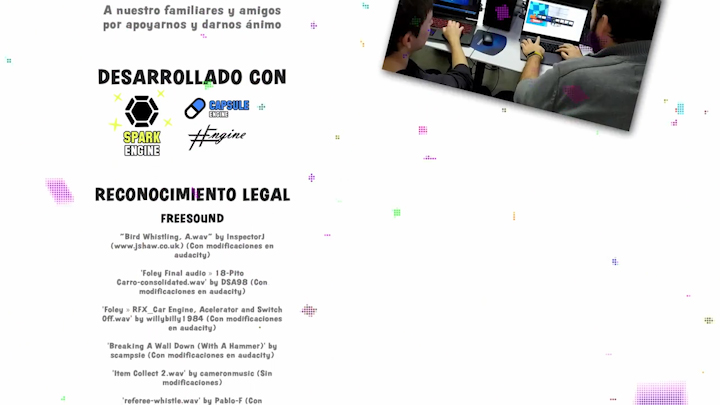 A nuestro familiares y amigos
por apoyarnos y darnos ánimo
DESARROLLADO CON
SPARK
ENGINE
CAPSULE
ENGINE
#Engine
RECONOCIMIENTO LEGAL
FREESOUND
"Bird Whistling, A.wav" by InspectorJ
(www.jshaw.co.uk) (Con modificaciones en
audacity)
'Foley Final audio » 18-Pito
Carro-consolidated.wav' by DSA98 (Con
modificaciones en audacity)
'Foley » RFX_Car Engine, Acelerator and Switch
Off.wav' by willybilly1984 (Con modificaciones
en audacity)
'Breaking A Wall Down (With A Hammer)' by
scampsie (Con modificaciones en audacity)
'Item Collect 2.wav' by cameronmusic (Sin
modificaciones)
'referee-whistle.wav' by Pablo-F (Con